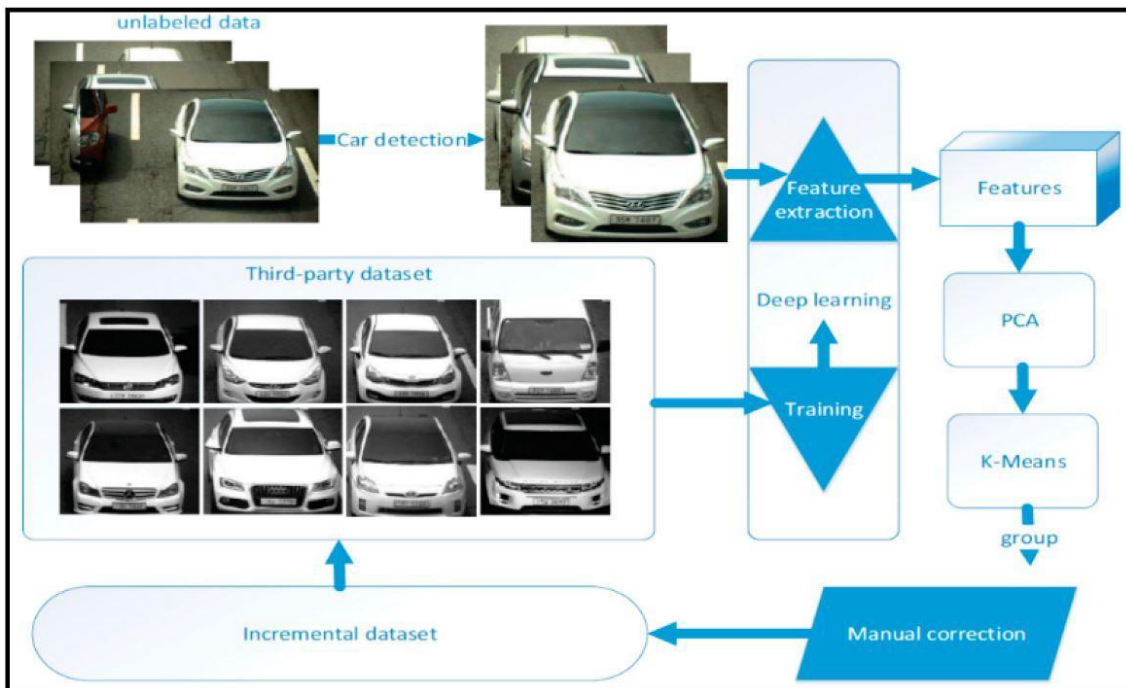 unlabeled data
Car detection
Feature
extraction
Features
Third-party dataset
Deep learning
PCA
Training
K-Means
group
Incremental dataset
Manual correction